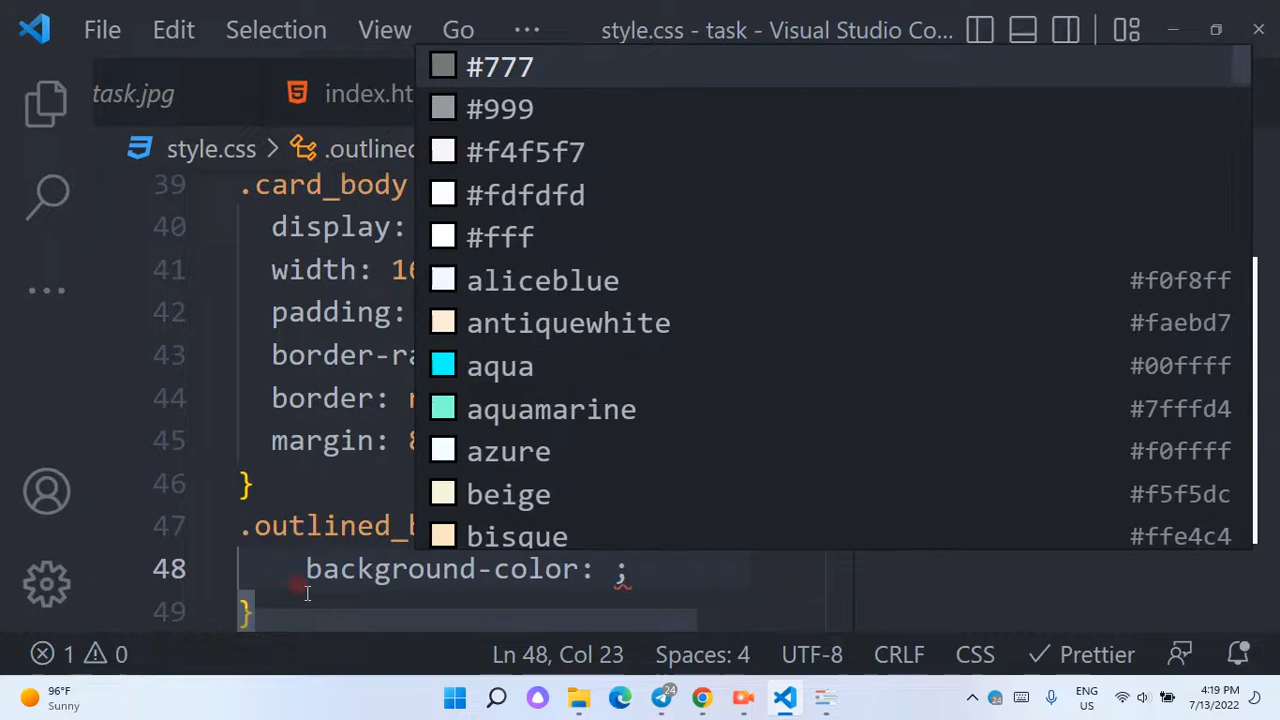 File Edit Selection View Go ··· style.css - task - Visual Studio Co...
task.jpg index.ht
style.css > .outlined
39 .card_body
40 display:
41 width: 16
42 padding:
43 border-ra
44 border:
45 margin: 8
46 }
47 .outlined_b
48 background-color: ;
49 }
#777
#999
#f4f5f7
#fdfdfd
#fff
aliceblue #f0f8ff
antiquewhite #faebd7
aqua #00ffff
aquamarine #7fffd4
azure #f0ffff
beige #f5f5dc
bisque #ffe4c4
1 0 Ln 48, Col 23 Spaces: 4 UTF-8 CRLF CSS Prettier
96°F
Sunny
24
24
ENG
US
4:19 PM
7/13/2022